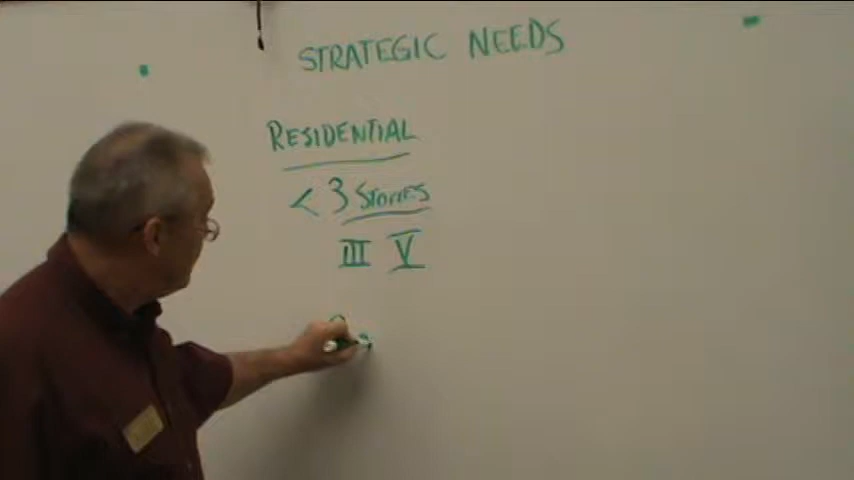 STRATEGIC NEEDS
RESIDENTIAL
< 3 STORIES
III V